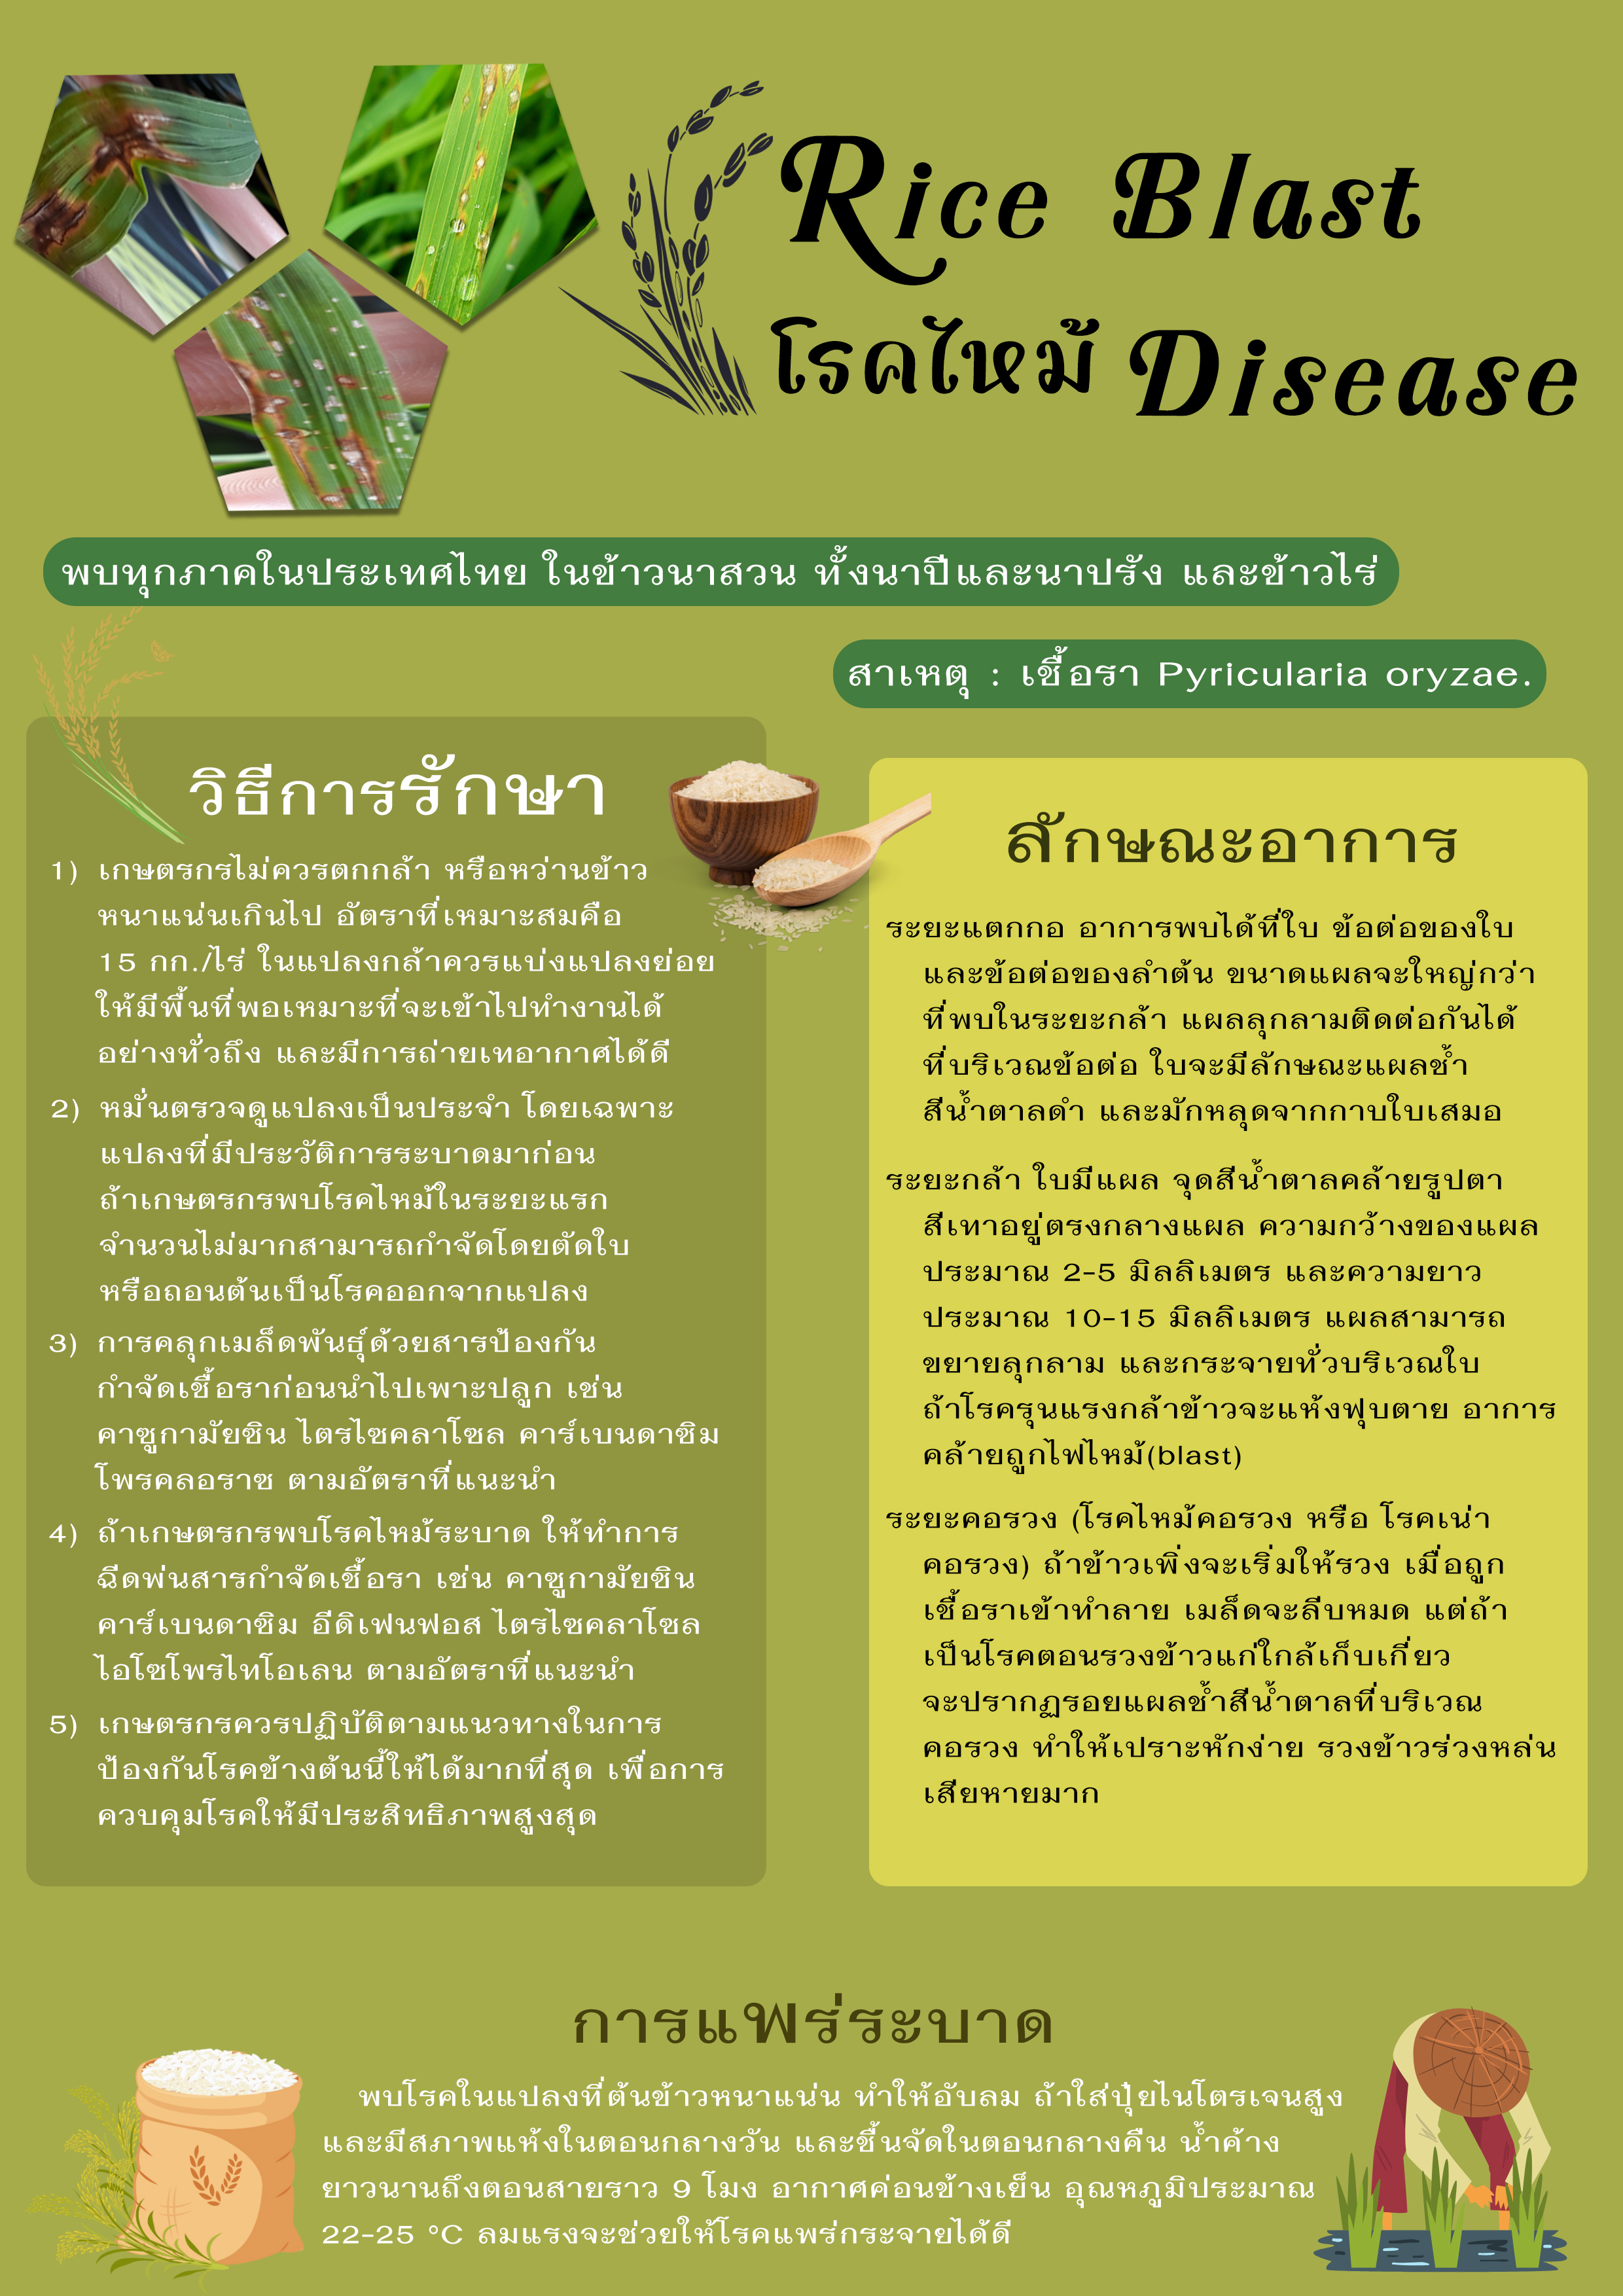 Rice Blast
โรคไหม้ Disease
พบทุกภาคในประเทศไทย ในข้าวนาสวน ทั้งนาปีและนาปรัง และข้าวไร่
สาเหตุ : เชื้อรา Pyricularia oryzae.
วิธีการรักษา
1) เกษตรกรไม่ควรตกกล้า หรือหว่านข้าว
หนาแน่นเกินไป อัตราที่เหมาะสมคือ
15 กก./ไร่ ในแปลงกล้าควรแบ่งแปลงย่อย
ให้มีพื้นที่พอเหมาะที่จะเข้าไปทำงานได้
อย่างทั่วถึง และมีการถ่ายเทอากาศได้ดี
2) หมั่นตรวจดูแปลงเป็นประจำ โดยเฉพาะ
แปลงที่มีประวัติการระบาดมาก่อน
ถ้าเกษตรกรพบโรคไหม้ในระยะแรก
จำนวนไม่มากสามารถกำจัดโดยตัดใบ
หรือถอนต้นเป็นโรคออกจากแปลง
3) การคลุกเมล็ดพันธุ์ด้วยสารป้องกัน
กำจัดเชื้อราก่อนนำไปเพาะปลูก เช่น
คาซูกามัยซิน ไตรไซคลาโซล คาร์เบนดาซิม
โพรคลอราซ ตามอัตราที่แนะนำ
4) ถ้าเกษตรกรพบโรคไหม้ระบาด ให้ทำการ
ฉีดพ่นสารกำจัดเชื้อรา เช่น คาซูกามัยซิน
คาร์เบนดาซิม อีดิเฟนฟอส ไตรไซคลาโซล
ไอโซโพรไทโอเลน ตามอัตราที่แนะนำ
5) เกษตรกรควรปฏิบัติตามแนวทางในการ
ป้องกันโรคข้างต้นนี้ให้ได้มากที่สุด เพื่อการ
ควบคุมโรคให้มีประสิทธิภาพสูงสุด
ลักษณะอาการ
ระยะแตกกอ อาการพบได้ที่ใบ ข้อต่อของใบ
และข้อต่อของลำต้น ขนาดแผลจะใหญ่กว่า
ที่พบในระยะกล้า แผลลุกลามติดต่อกันได้
ที่บริเวณข้อต่อ ใบจะมีลักษณะแผลช้ำ
สีน้ำตาลดำ และมักหลุดจากกาบใบเสมอ
ระยะกล้า ใบมีแผล จุดสีน้ำตาลคล้ายรูปตา
สีเทาอยู่ตรงกลางแผล ความกว้างของแผล
ประมาณ 2-5 มิลลิเมตร และความยาว
ประมาณ 10-15 มิลลิเมตร แผลสามารถ
ขยายลุกลาม และกระจายทั่วบริเวณใบ
ถ้าโรครุนแรงกล้าข้าวจะแห้งฟุบตาย อาการ
คล้ายถูกไฟไหม้(blast)
ระยะคอรวง (โรคไหม้คอรวง หรือ โรคเน่า
คอรวง) ถ้าข้าวเพิ่งจะเริ่มให้รวง เมื่อถูก
เชื้อราเข้าทำลาย เมล็ดจะลีบหมด แต่ถ้า
เป็นโรคตอนรวงข้าวแก่ใกล้เก็บเกี่ยว
จะปรากฏรอยแผลช้ำสีน้ำตาลที่บริเวณ
คอรวง ทำให้เปราะหักง่าย รวงข้าวร่วงหล่น
เสียหายมาก
การแพร่ระบาด
พบโรคในแปลงที่ต้นข้าวหนาแน่น ทำให้อับลม ถ้าใส่ปุ๋ยไนโตรเจนสูง
และมีสภาพแห้งในตอนกลางวัน และชื้นจัดในตอนกลางคืน น้ำค้าง
ยาวนานถึงตอนสายราว 9 โมง อากาศค่อนข้างเย็น อุณหภูมิประมาณ
22-25 °C ลมแรงจะช่วยให้โรคแพร่กระจายได้ดี